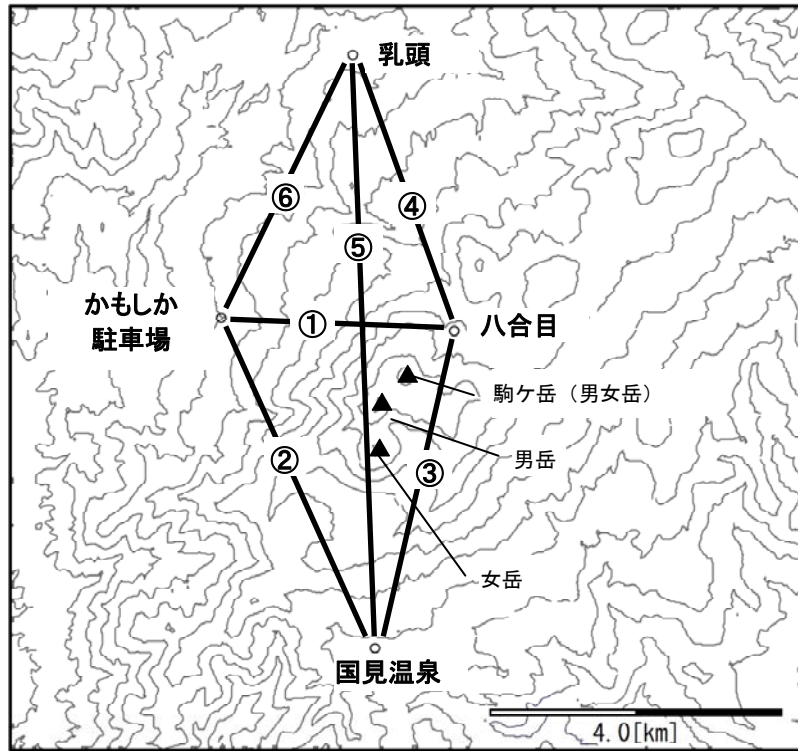 乳頭
⑥
④
⑤
かもしか
駐車場
①
八合目
駒ケ岳（男女岳）
②
③
男岳
女岳
国見温泉
4.0[km]